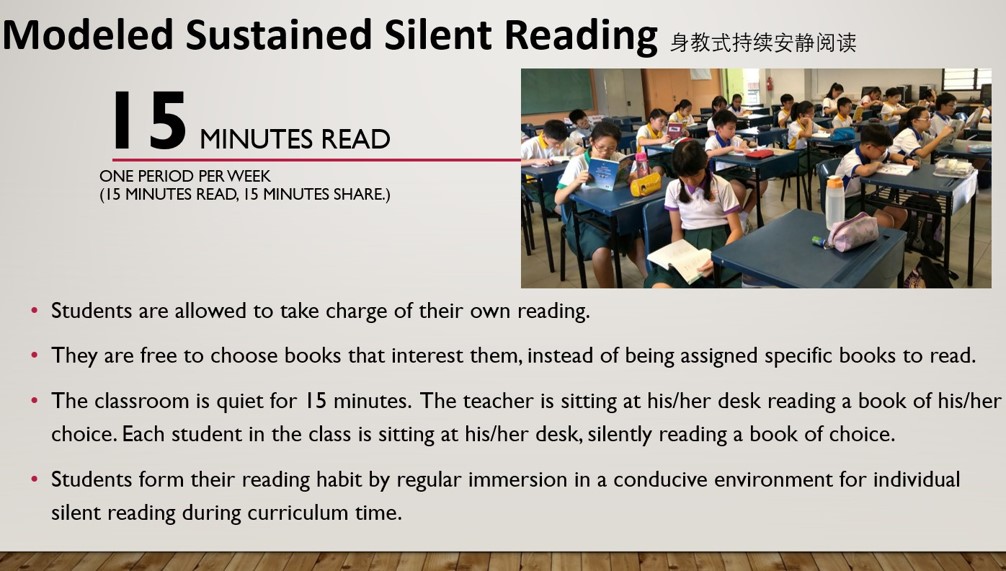 Modeled Sustained Silent Reading 身教式持续安静阅读
15 MINUTES READ
ONE PERIOD PER WEEK
(15 MINUTES READ, 15 MINUTES SHARE.)
• Students are allowed to take charge of their own reading.
• They are free to choose books that interest them, instead of being assigned specific books to read.
• The classroom is quiet for 15 minutes. The teacher is sitting at his/her desk reading a book of his/her
choice. Each student in the class is sitting at his/her desk, silently reading a book of choice.
• Students form their reading habit by regular immersion in a conducive environment for individual
silent reading during curriculum time.